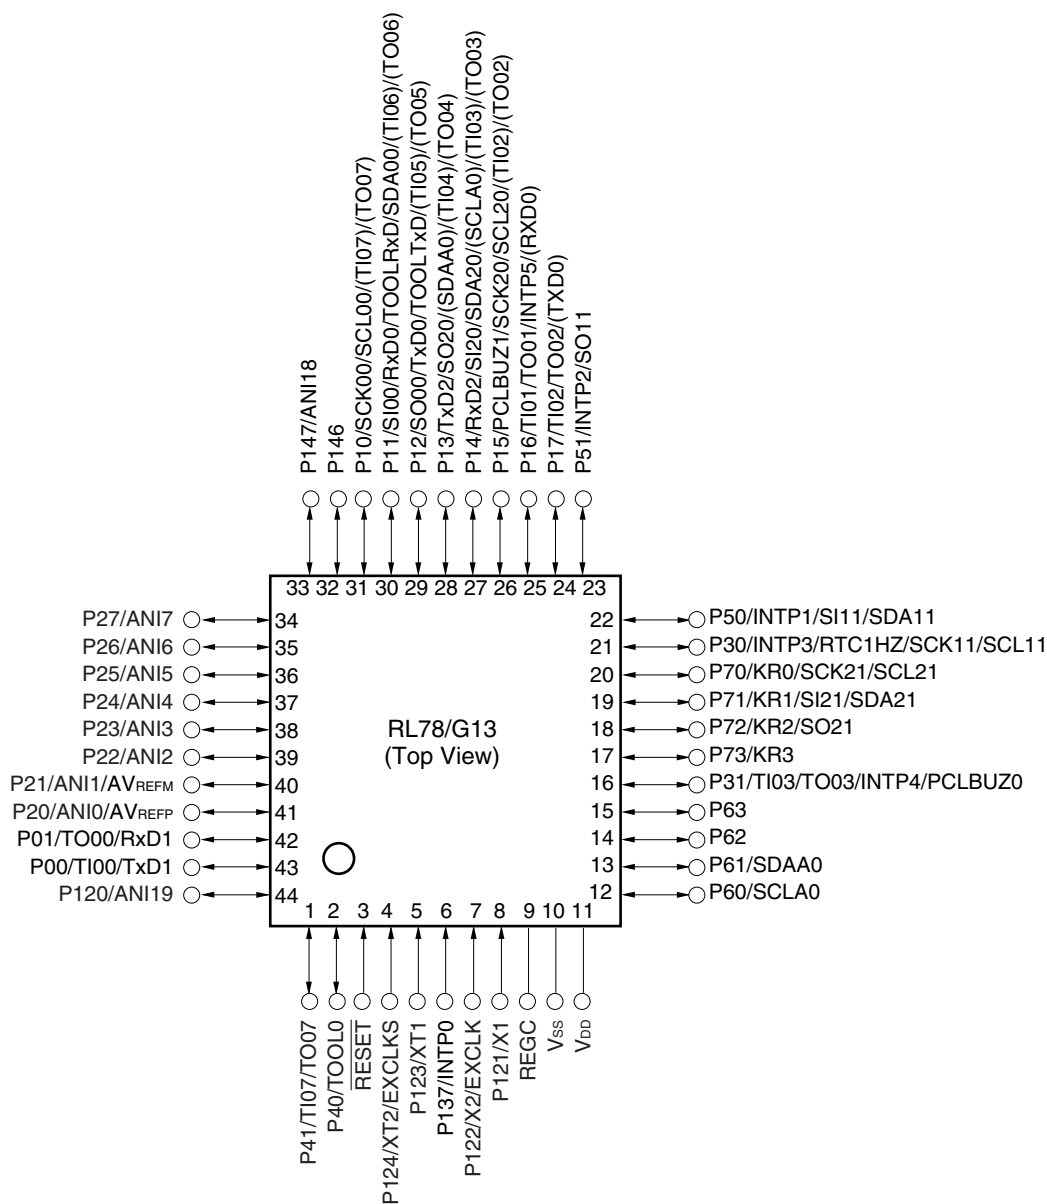 P147/ANI18
P146
P10/SCK00/SCL00/(TI07)/(TO07)
P11/SI00/RxD0/TOOLRxD/SDA00/(TI06)/(TO06)
P12/SO00/TxD0/TOOLTxD/(TI05)/(TO05)
P13/TxD2/SO20/(SDAA0)/(TI04)/(TO04)
P14/RxD2/SI20/SDA20/(SCLA0)/(TI03)/(TO03)
P15/PCLBUZ1/SCK20/SCL20/(TI02)/(TO02)
P16/TI01/TO01/INTP5/(RXD0)
P17/TI02/TO02/(TXD0)
P51/INTP2/SO11
33 32 31 30 29 28 27 26 25 24 23
P27/ANI7 34
P26/ANI6 35
P25/ANI5 36
P24/ANI4 37
P23/ANI3 38
P22/ANI2 39
P21/ANI1/AVREFM 40
P20/ANI0/AVREFP 41
P01/TO00/RxD1 42
P00/TI00/TxD1 43
P120/ANI19 44
RL78/G13
(Top View)
22 P50/INTP1/SI11/SDA11
21 P30/INTP3/RTC1HZ/SCK11/SCL11
20 P70/KR0/SCK21/SCL21
19 P71/KR1/SI21/SDA21
18 P72/KR2/SO21
17 P73/KR3
16 P31/TI03/TO03/INTP4/PCLBUZ0
15 P63
14 P62
13 P61/SDAA0
12 P60/SCLA0
1 2 3 4 5 6 7 8 9 10 11
P41/TI07/TO07
P40/TOOL0
RESET
P124/XT2/EXCLKS
P123/XT1
P137/INTP0
P122/X2/EXCLK
P121/X1
REGC
VSS
VDD